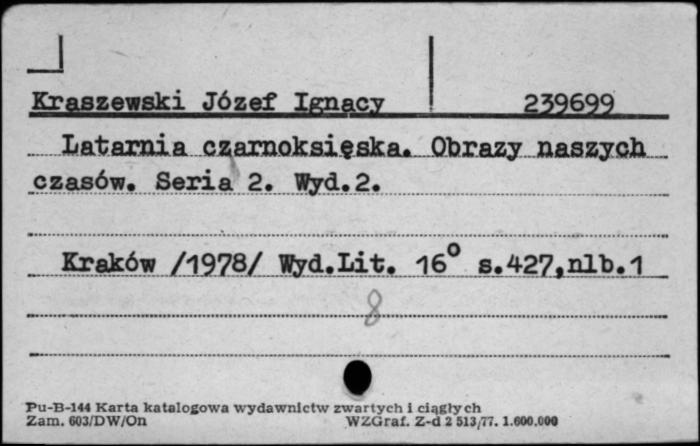 Kraszewski Józef Ignacy 239699
Latarnia czarnoksięska. Obrazy naszych
czasów. Seria 2. Wyd.2.
Kraków /1978/ Wyd.Lit. 16° s.427,nlb.1
8
Pu-B-144 Karta katalogowa wydawnictw zwartych i ciągłych
Zam. 603/DW/On WZGraf. Z-d 2 513/77. 1.600.000